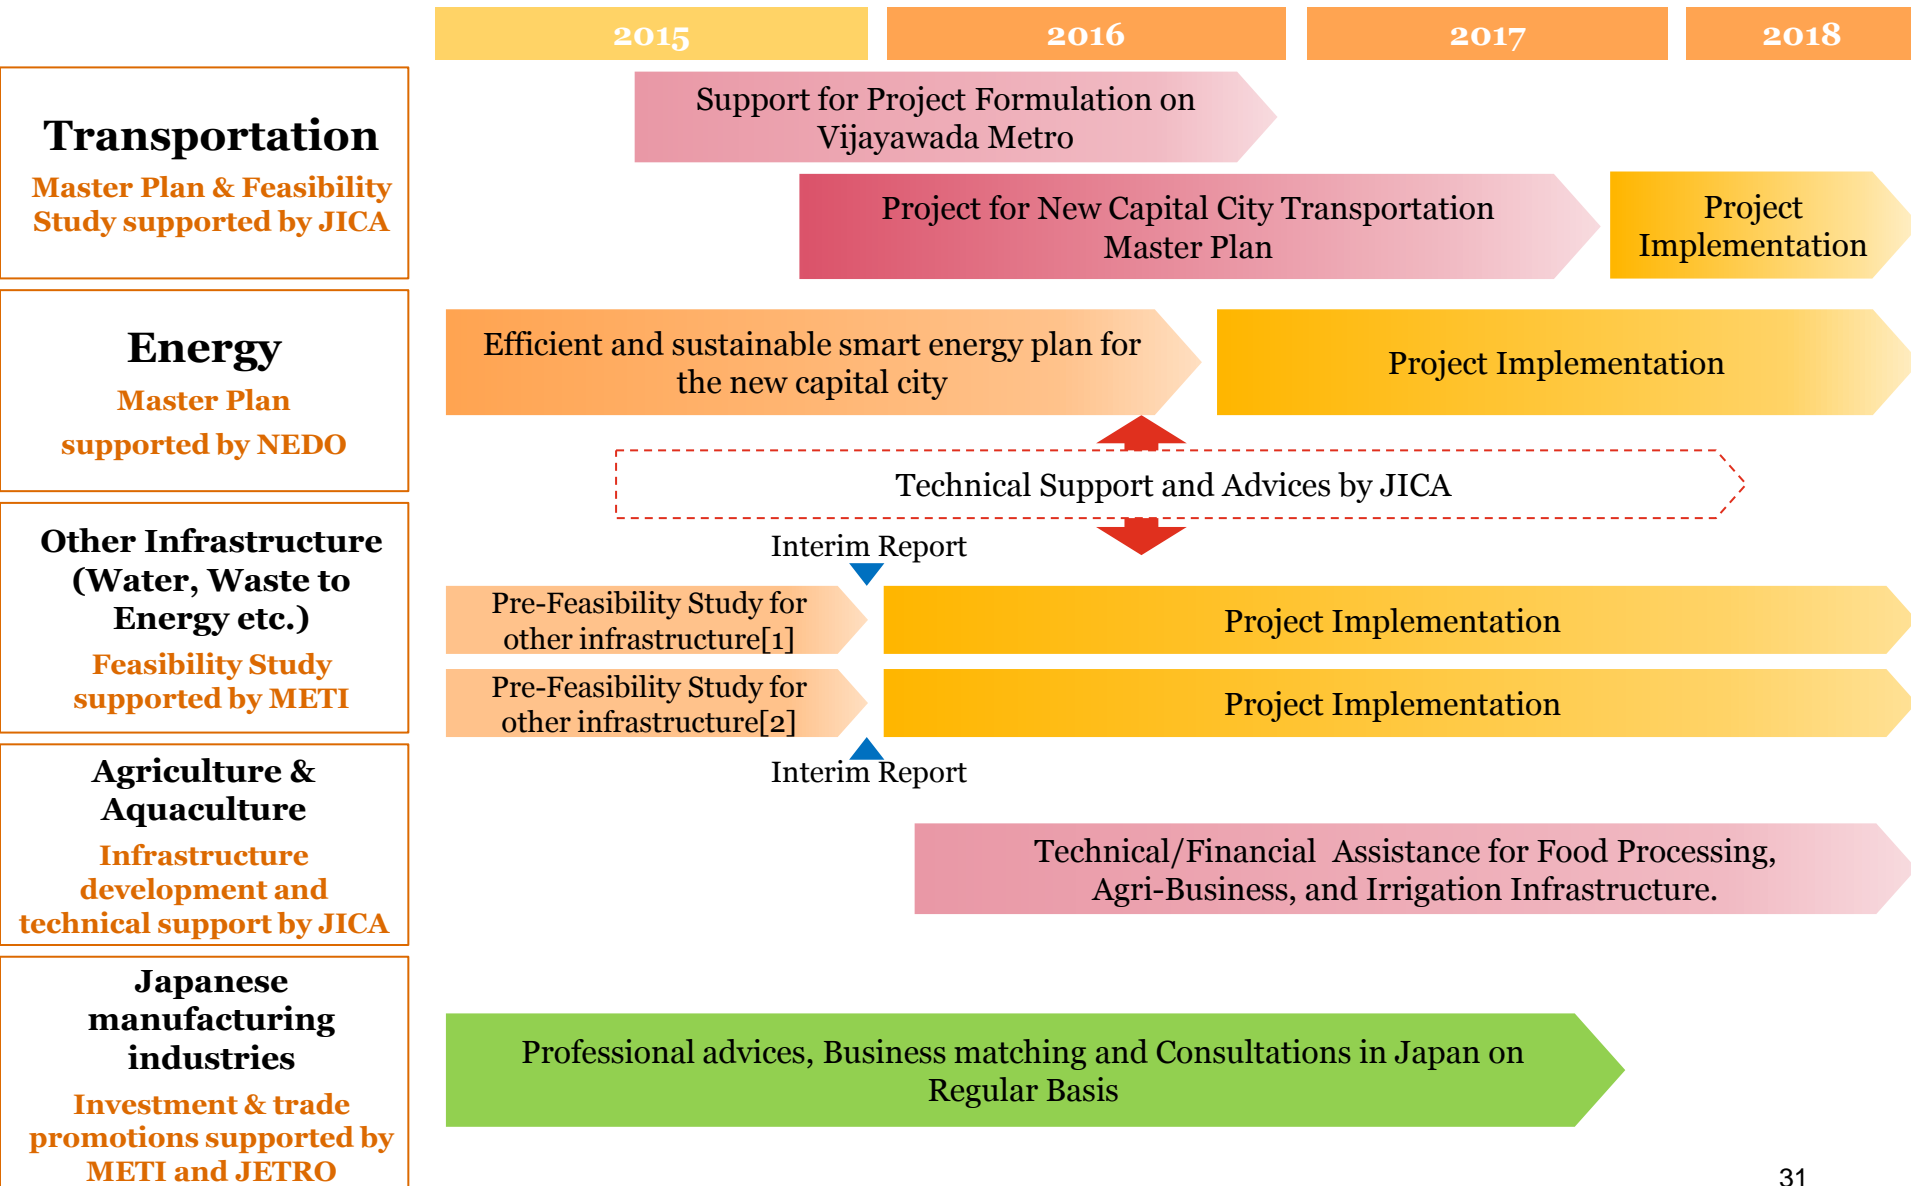 2015
2016
2017
2018
Transportation
Master Plan & Feasibility
Study supported by JICA
Support for Project Formulation on
Vijayawada Metro
Project for New Capital City Transportation
Master Plan
Project
Implementation
Energy
Master Plan
supported by NEDO
Efficient and sustainable smart energy plan for
the new capital city
Project Implementation
Technical Support and Advices by JICA
Other Infrastructure
(Water, Waste to
Energy etc.)
Feasibility Study
supported by METI
Interim Report
Pre-Feasibility Study for
other infrastructure[1]
Project Implementation
Pre-Feasibility Study for
other infrastructure[2]
Project Implementation
Interim Report
Agriculture &
Aquaculture
Infrastructure
development and
technical support by JICA
Technical/Financial  Assistance for Food Processing,
Agri-Business, and Irrigation Infrastructure.
Japanese
manufacturing
industries
Investment & trade
promotions supported by
METI and JETRO
Professional advices, Business matching and Consultations in Japan on
Regular Basis
31